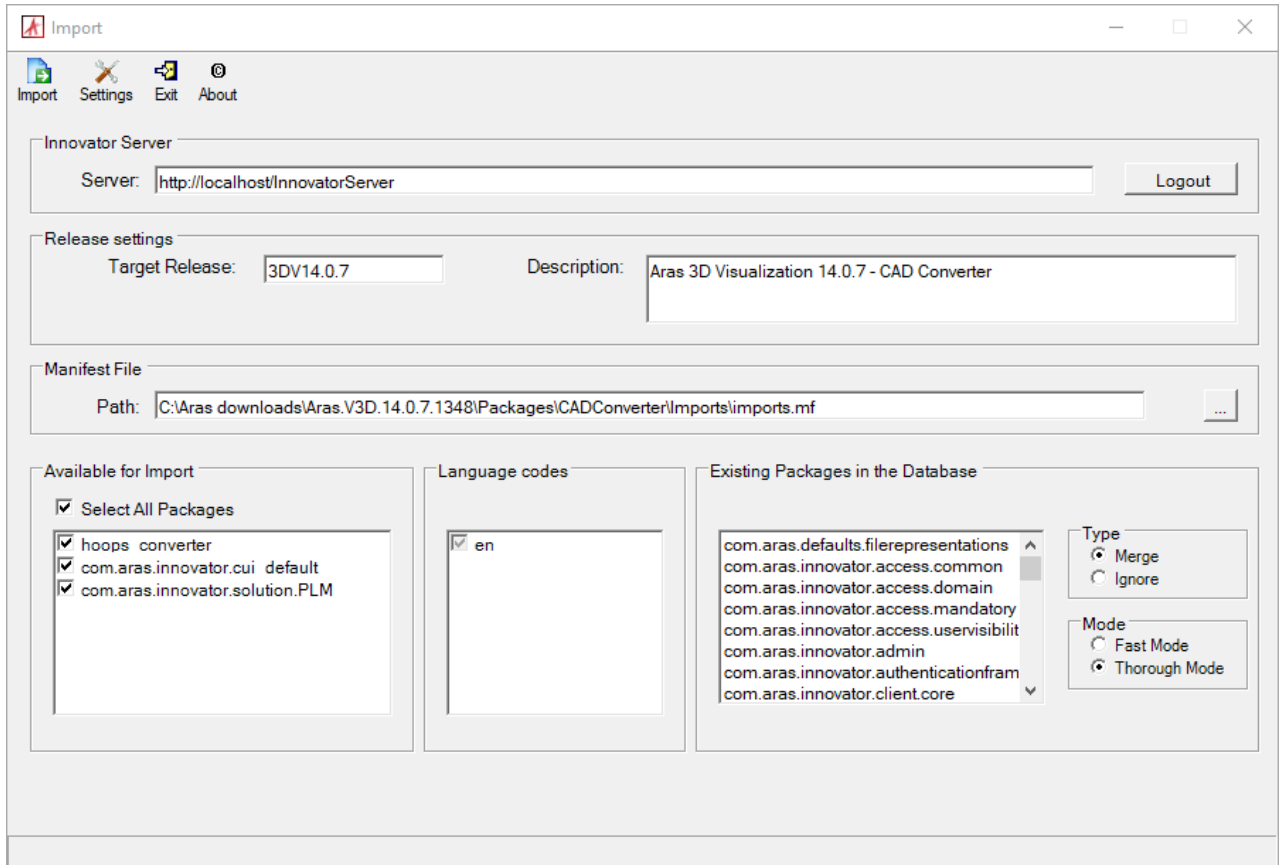 Import
Import Settings Exit About
Innovator Server
Server: http://localhost/InnovatorServer Logout
Release settings
Target Release: 3DV14.0.7 Description: Aras 3D Visualization 14.0.7 - CAD Converter
Manifest File
Path: C:\Aras downloads\Aras.V3D.14.0.7.1348\Packages\CADConverter\Imports\imports.mf ...
Available for Import
Select All Packages
hoops_converter
com.aras.innovator.cui_default
com.aras.innovator.solution.PLM
Language codes
en
Existing Packages in the Database
com.aras.defaults.filerepresentations
com.aras.innovator.access.common
com.aras.innovator.access.domain
com.aras.innovator.access.mandatory
com.aras.innovator.access.uservisibilit
com.aras.innovator.admin
com.aras.innovator.authenticationfram
com.aras.innovator.client.core
Type
Merge
Ignore
Mode
Fast Mode
Thorough Mode